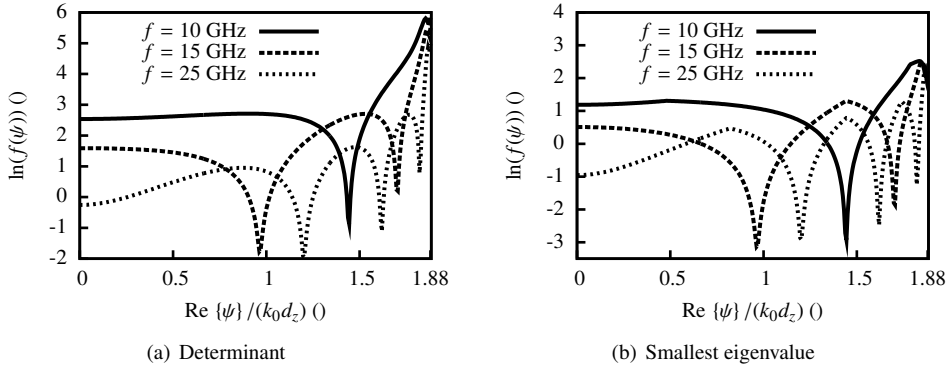 6
5
4
3
2
1
0
-1
-2
ln(f(ψ)) ()
f = 10 GHz
f = 15 GHz
f = 25 GHz
0 0.5 1 1.5 1.88
Re {ψ}/(k₀d_z) ()
(a) Determinant
4
3
2
1
0
-1
-2
-3
ln(f(ψ)) ()
f = 10 GHz
f = 15 GHz
f = 25 GHz
0 0.5 1 1.5 1.88
Re {ψ}/(k₀d_z) ()
(b) Smallest eigenvalue